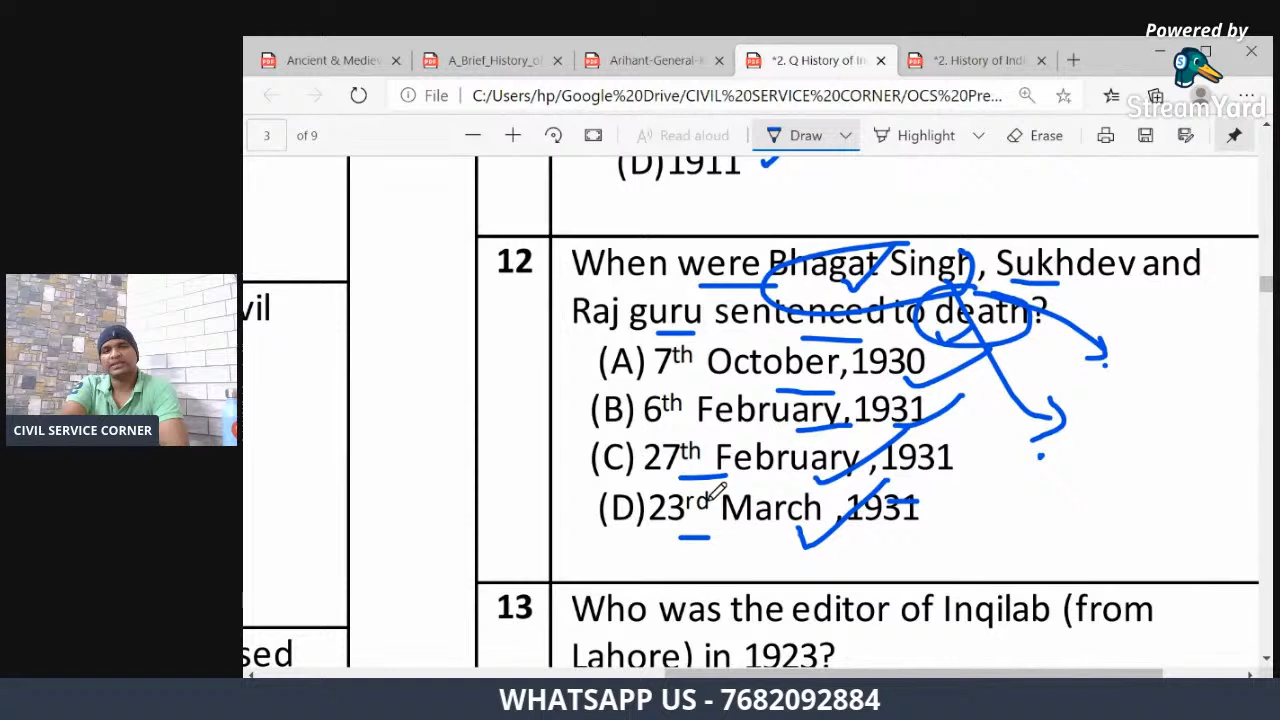 Powered by
Ancient & Mediev
A_Brief_History_of
Arihant-General-K
*2. Q History of In
*2. History of Indi
StreamYard
File
C:/Users/hp/Google%20Drive/CIVIL%20SERVICE%20CORNER/OCS%20Pre...
3 of 9
Read aloud
Draw
Highlight
Erase
(D) 1911
12
When were Bhagat Singh, Sukhdev and
Raj guru sentenced to death?
(A) 7th October,1930
(B) 6th February,1931
(C) 27th February ,1931
(D)23rd March ,1931
vil
CIVIL SERVICE CORNER
13
Who was the editor of Inqilab (from
Lahore) in 1923?
sed
WHATSAPP US - 7682092884